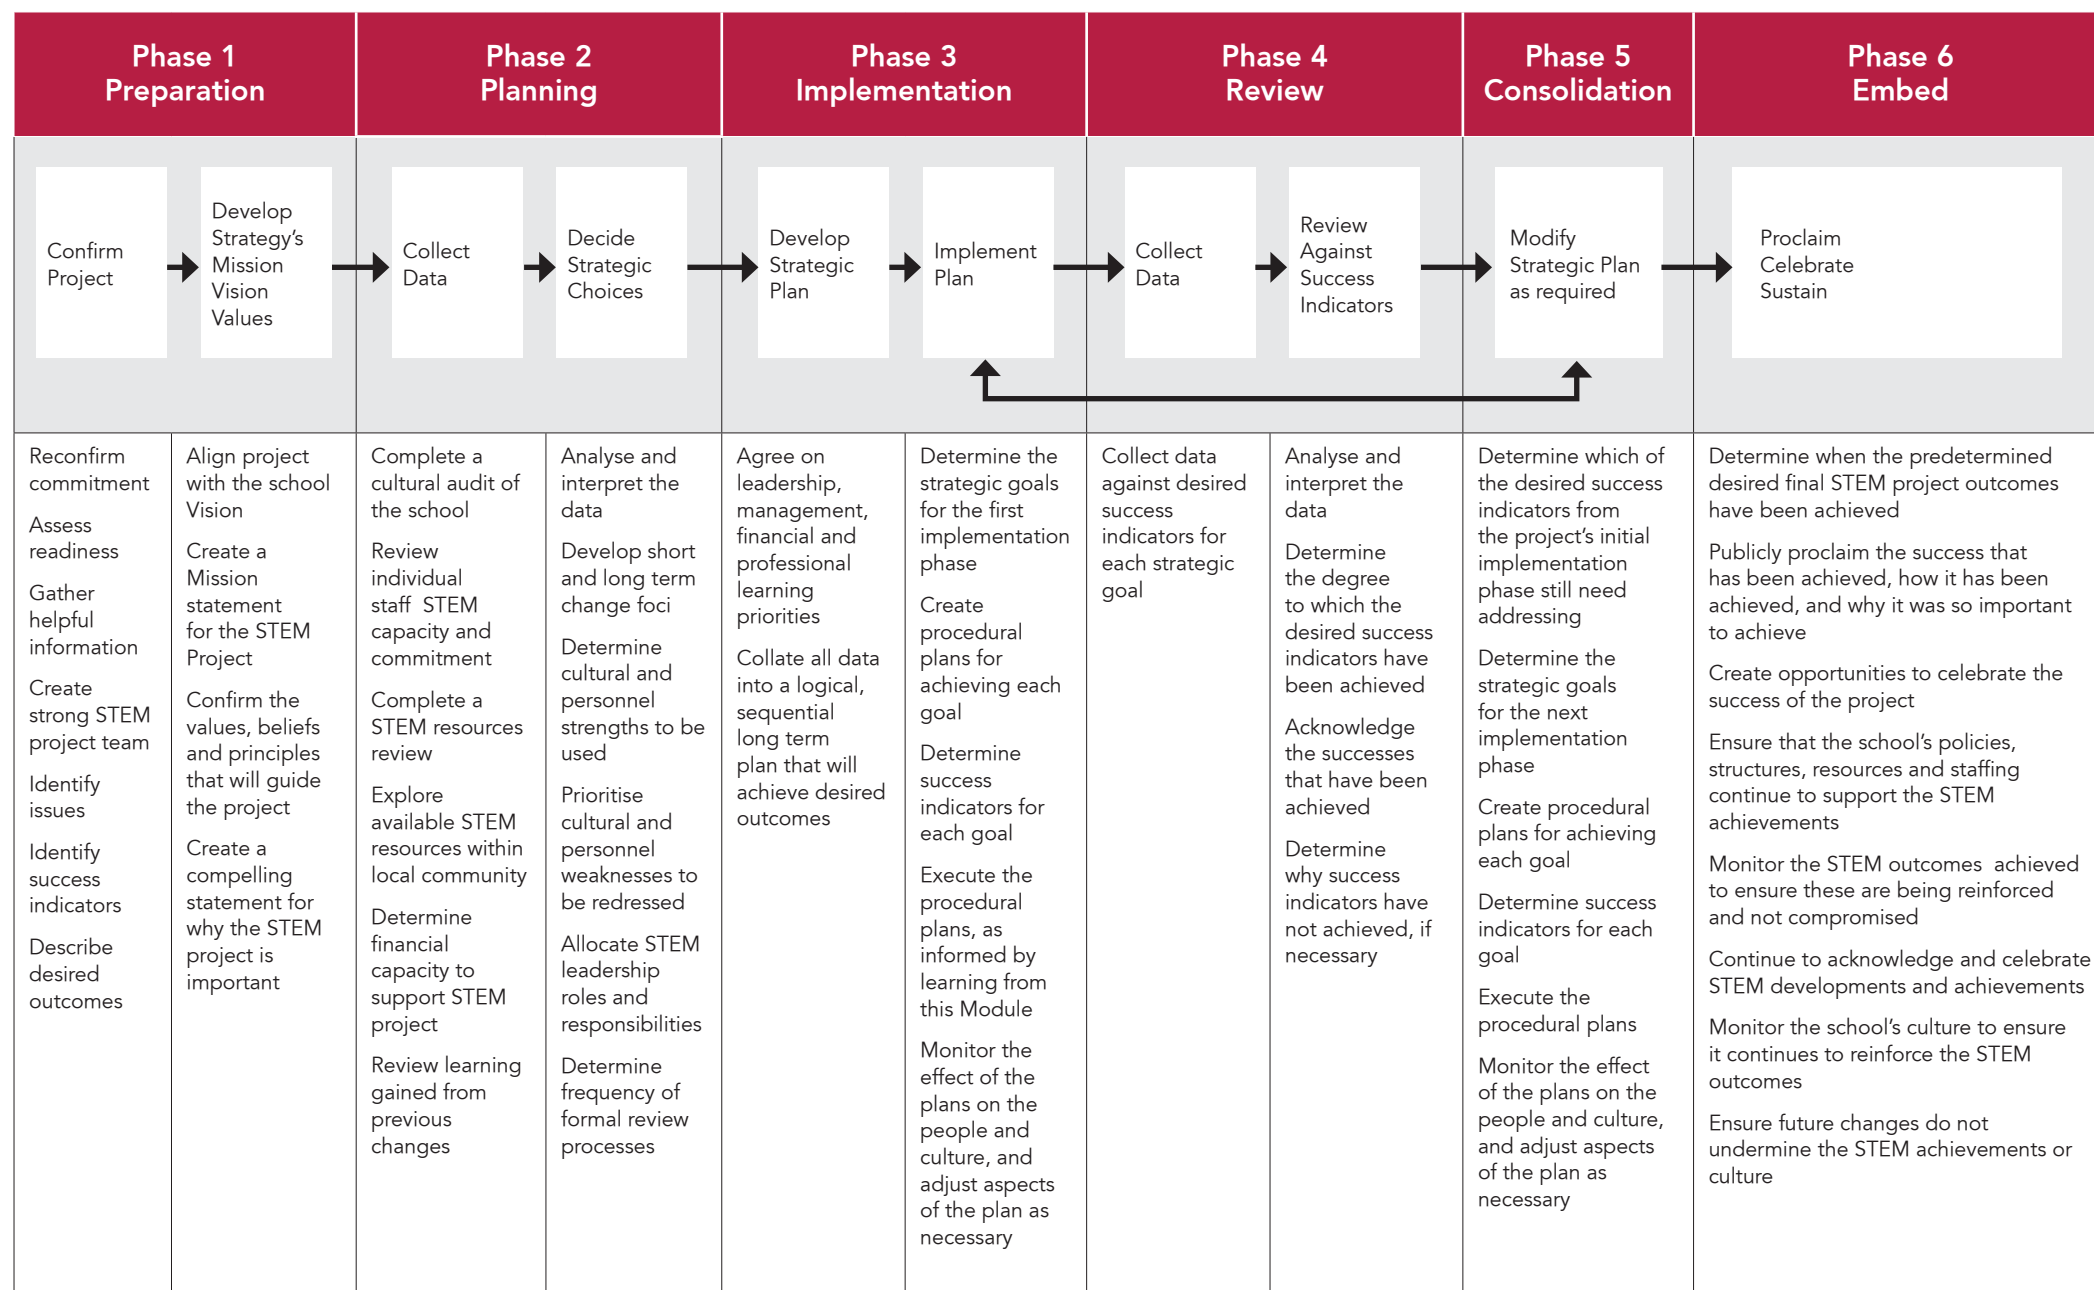 Phase 1
Preparation
Phase 2
Planning
Phase 3
Implementation
Phase 4
Review
Phase 5
Consolidation
Phase 6
Embed
Confirm
Project
Develop
Strategy’s
Mission
Vision
Values
Collect
Data
Decide
Strategic
Choices
Develop
Strategic
Plan
Implement
Plan
Collect
Data
Review
Against
Success
Indicators
Modify
Strategic Plan
as required
Proclaim
Celebrate
Sustain
Reconfirm
commitment
Assess
readiness
Gather
helpful
information
Create
strong STEM
project team
Identify
issues
Identify
success
indicators
Describe
desired
outcomes
Align project
with the school
Vision
Create a
Mission
statement
for the STEM
Project
Confirm the
values, beliefs
and principles
that will guide
the project
Create a
compelling
statement for
why the STEM
project is
important
Complete a
cultural audit of
the school
Review
individual
staff  STEM
capacity and
commitment
Complete a
STEM resources
review
Explore
available STEM
resources within
local community
Determine
financial
capacity to
support STEM
project
Review learning
gained from
previous
changes
Analyse and
interpret the
data
Develop short
and long term
change foci
Determine
cultural and
personnel
strengths to be
used
Prioritise
cultural and
personnel
weaknesses to
be redressed
Allocate STEM
leadership
roles and
responsibilities
Determine
frequency of
formal review
processes
Agree on
leadership,
management,
financial and
professional
learning
priorities
Collate all data
into a logical,
sequential
long term
plan that will
achieve desired
outcomes
Determine the
strategic goals
for the first
implementation
phase
Create
procedural
plans for
achieving each
goal
Determine
success
indicators for
each goal
Execute the
procedural
plans, as
informed by
learning from
this Module
Monitor the
effect of the
plans on the
people and
culture, and
adjust aspects
of the plan as
necessary
Collect data
against desired
success
indicators for
each strategic
goal
Analyse and
interpret the
data
Determine
the degree
to which the
desired success
indicators have
been achieved
Acknowledge
the successes
that have been
achieved
Determine
why success
indicators have
not achieved, if
necessary
Determine which of
the desired success
indicators from
the project’s initial
implementation
phase still need
addressing
Determine the
strategic goals
for the next
implementation
phase
Create procedural
plans for achieving
each goal
Determine success
indicators for each
goal
Execute the
procedural plans
Monitor the effect
of the plans on the
people and culture,
and adjust aspects
of the plan as
necessary
Determine when the predetermined
desired final STEM project outcomes
have been achieved
Publicly proclaim the success that
has been achieved, how it has been
achieved, and why it was so important
to achieve
Create opportunities to celebrate the
success of the project
Ensure that the school’s policies,
structures, resources and staffing
continue to support the STEM
achievements
Monitor the STEM outcomes  achieved
to ensure these are being reinforced
and not compromised
Continue to acknowledge and celebrate
STEM developments and achievements
Monitor the school’s culture to ensure
it continues to reinforce the STEM
outcomes
Ensure future changes do not
undermine the STEM achievements or
culture